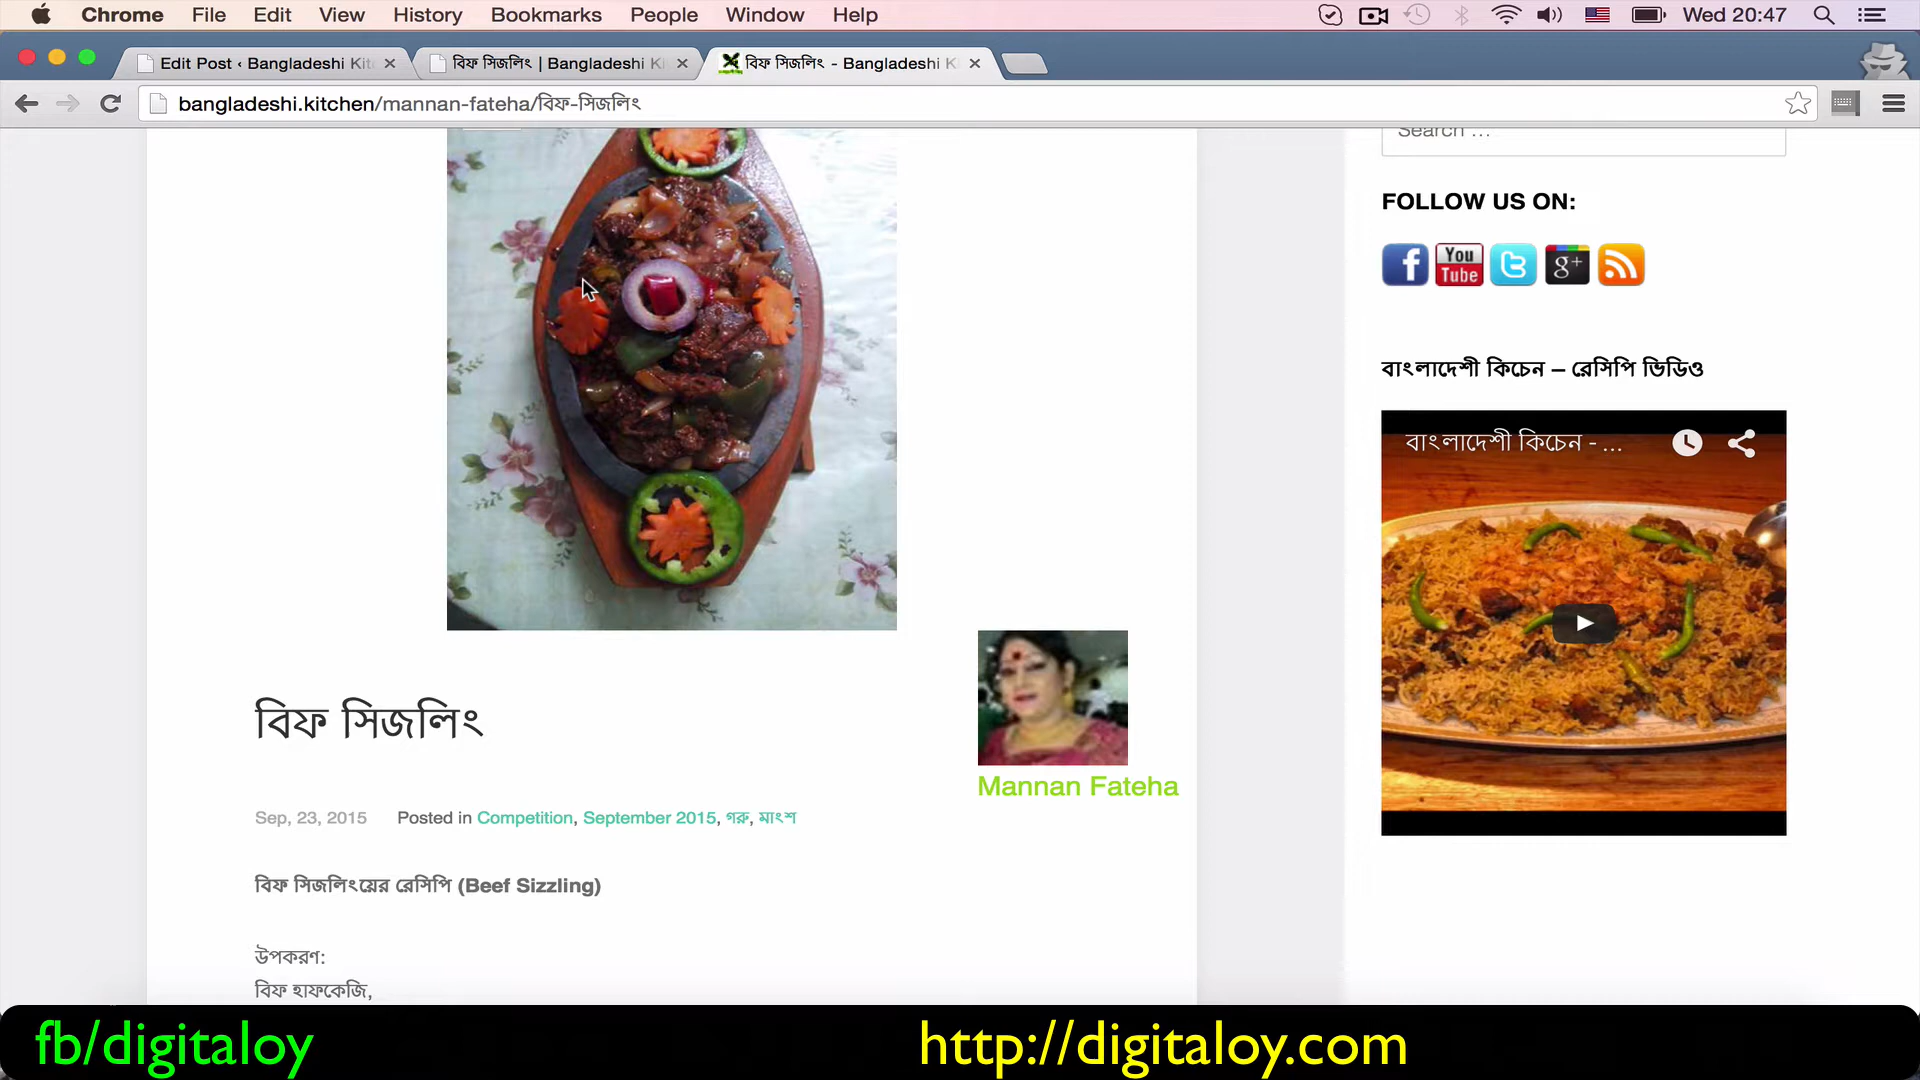 Chrome File Edit View History Bookmarks People Window Help Wed 20:47
Edit Post ‹ Bangladeshi Kit
বিফ সিজলিং | Bangladeshi Ki
বিফ সিজলিং - Bangladeshi K
bangladeshi.kitchen/mannan-fateha/বিফ-সিজলিং
Search ...
FOLLOW US ON:
f You Tube t g+
বাংলাদেশী কিচেন – রেসিপি ভিডিও
বাংলাদেশী কিচেন - ...
বিফ সিজলিং
Mannan Fateha
Sep, 23, 2015 Posted in Competition, September 2015, গরু, মাংশ
বিফ সিজলিংয়ের রেসিপি (Beef Sizzling)
উপকরণ:
বিফ হাফকেজি,
fb/digitaloy
http://digitaloy.com